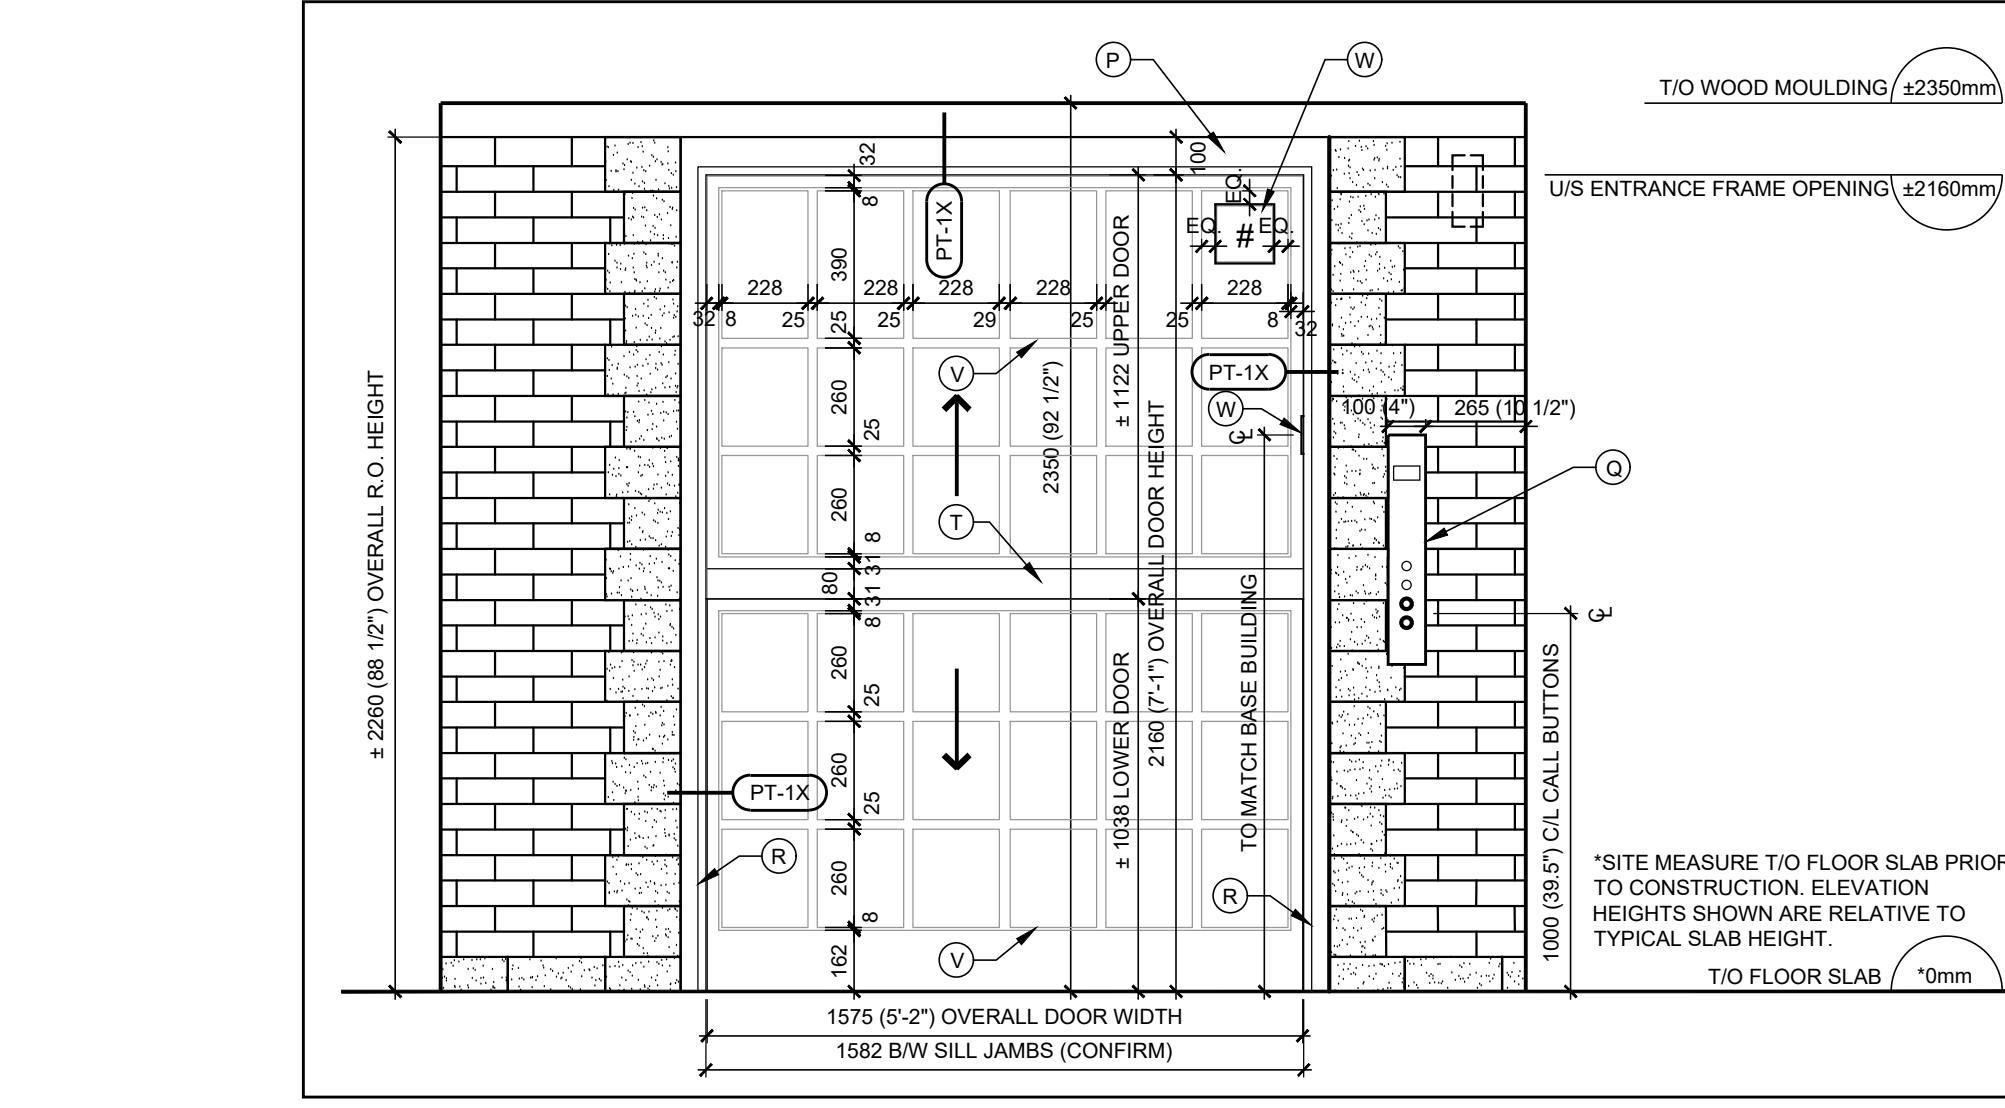 P
W
T/O WOOD MOULDING
±2350mm
U/S ENTRANCE FRAME OPENING
±2160mm
32
8
PT-1X
100
EQ.
EQ.
#
EQ.
390
228
228
228
228
228
32
8
25
25
25
29
25
25
8
32
V
PT-1X
W
℄
± 1122 UPPER DOOR
2350 (92 1/2")
2160 (7'-1") OVERALL DOOR HEIGHT
± 2260 (88 1/2") OVERALL R.O. HEIGHT
100 (4")
265 (10 1/2")
Q
260
25
260
8
31
T
80
31
8
℄
260
25
260
25
260
8
162
PT-1X
R
V
R
± 1038 LOWER DOOR
TO MATCH BASE BUILDING
1000 (39.5") C/L CALL BUTTONS
*SITE MEASURE T/O FLOOR SLAB PRIOR
TO CONSTRUCTION. ELEVATION
HEIGHTS SHOWN ARE RELATIVE TO
TYPICAL SLAB HEIGHT.
T/O FLOOR SLAB
*0mm
1575 (5'-2") OVERALL DOOR WIDTH
1582 B/W SILL JAMBS (CONFIRM)